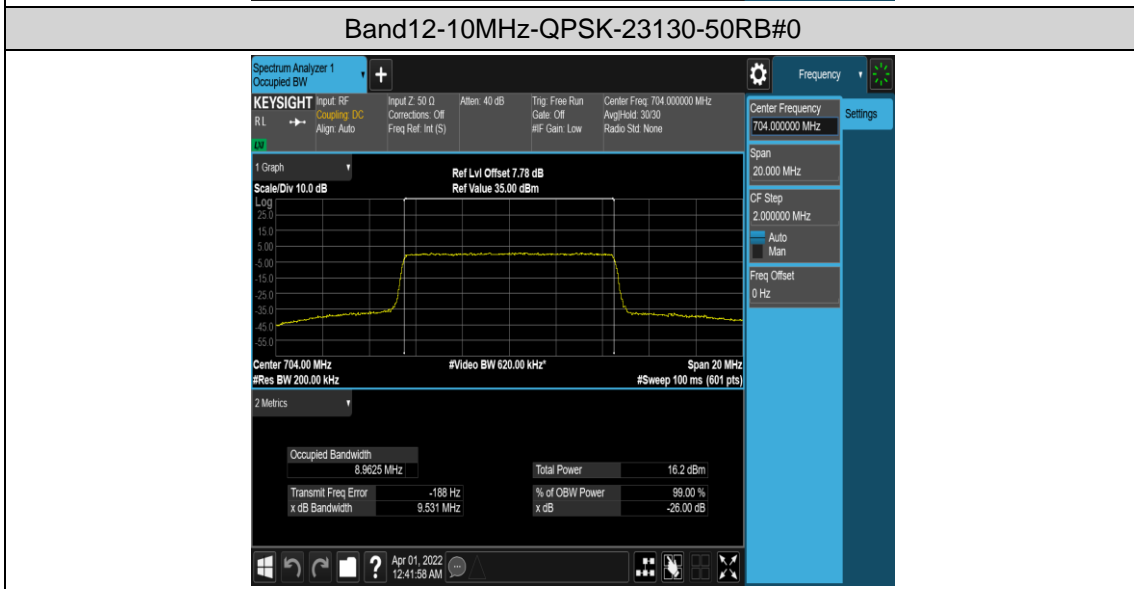 Band12-10MHz-QPSK-23130-50RB#0
Spectrum Analyzer 1
Occupied BW
+
Frequency
KEYSIGHT
RL
Input: RF
Coupling: DC
Align: Auto
Input Z: 50 Ω
Corrections: Off
Freq Ref: Int (S)
Atten: 40 dB
Trig: Free Run
Gate: Off
#IF Gain: Low
Center Freq: 704.000000 MHz
Avg|Hold: 30/30
Radio Std: None
Center Frequency
704.000000 MHz
Settings
Span
20.000 MHz
CF Step
2.000000 MHz
Auto
Man
Freq Offset
0 Hz
1 Graph
Ref Lvl Offset 7.78 dB
Scale/Div 10.0 dB
Ref Value 35.00 dBm
Log
25.0
15.0
5.00
-5.00
-15.0
-25.0
-35.0
-45.0
-55.0
Center 704.00 MHz
#Video BW 620.00 kHz*
Span 20 MHz
#Res BW 200.00 kHz
#Sweep 100 ms (601 pts)
2 Metrics
Occupied Bandwidth
8.9625 MHz
Total Power 16.2 dBm
Transmit Freq Error -188 Hz
% of OBW Power 99.00 %
x dB Bandwidth 9.531 MHz
x dB -26.00 dB
?
Apr 01, 2022
12:41:58 AM